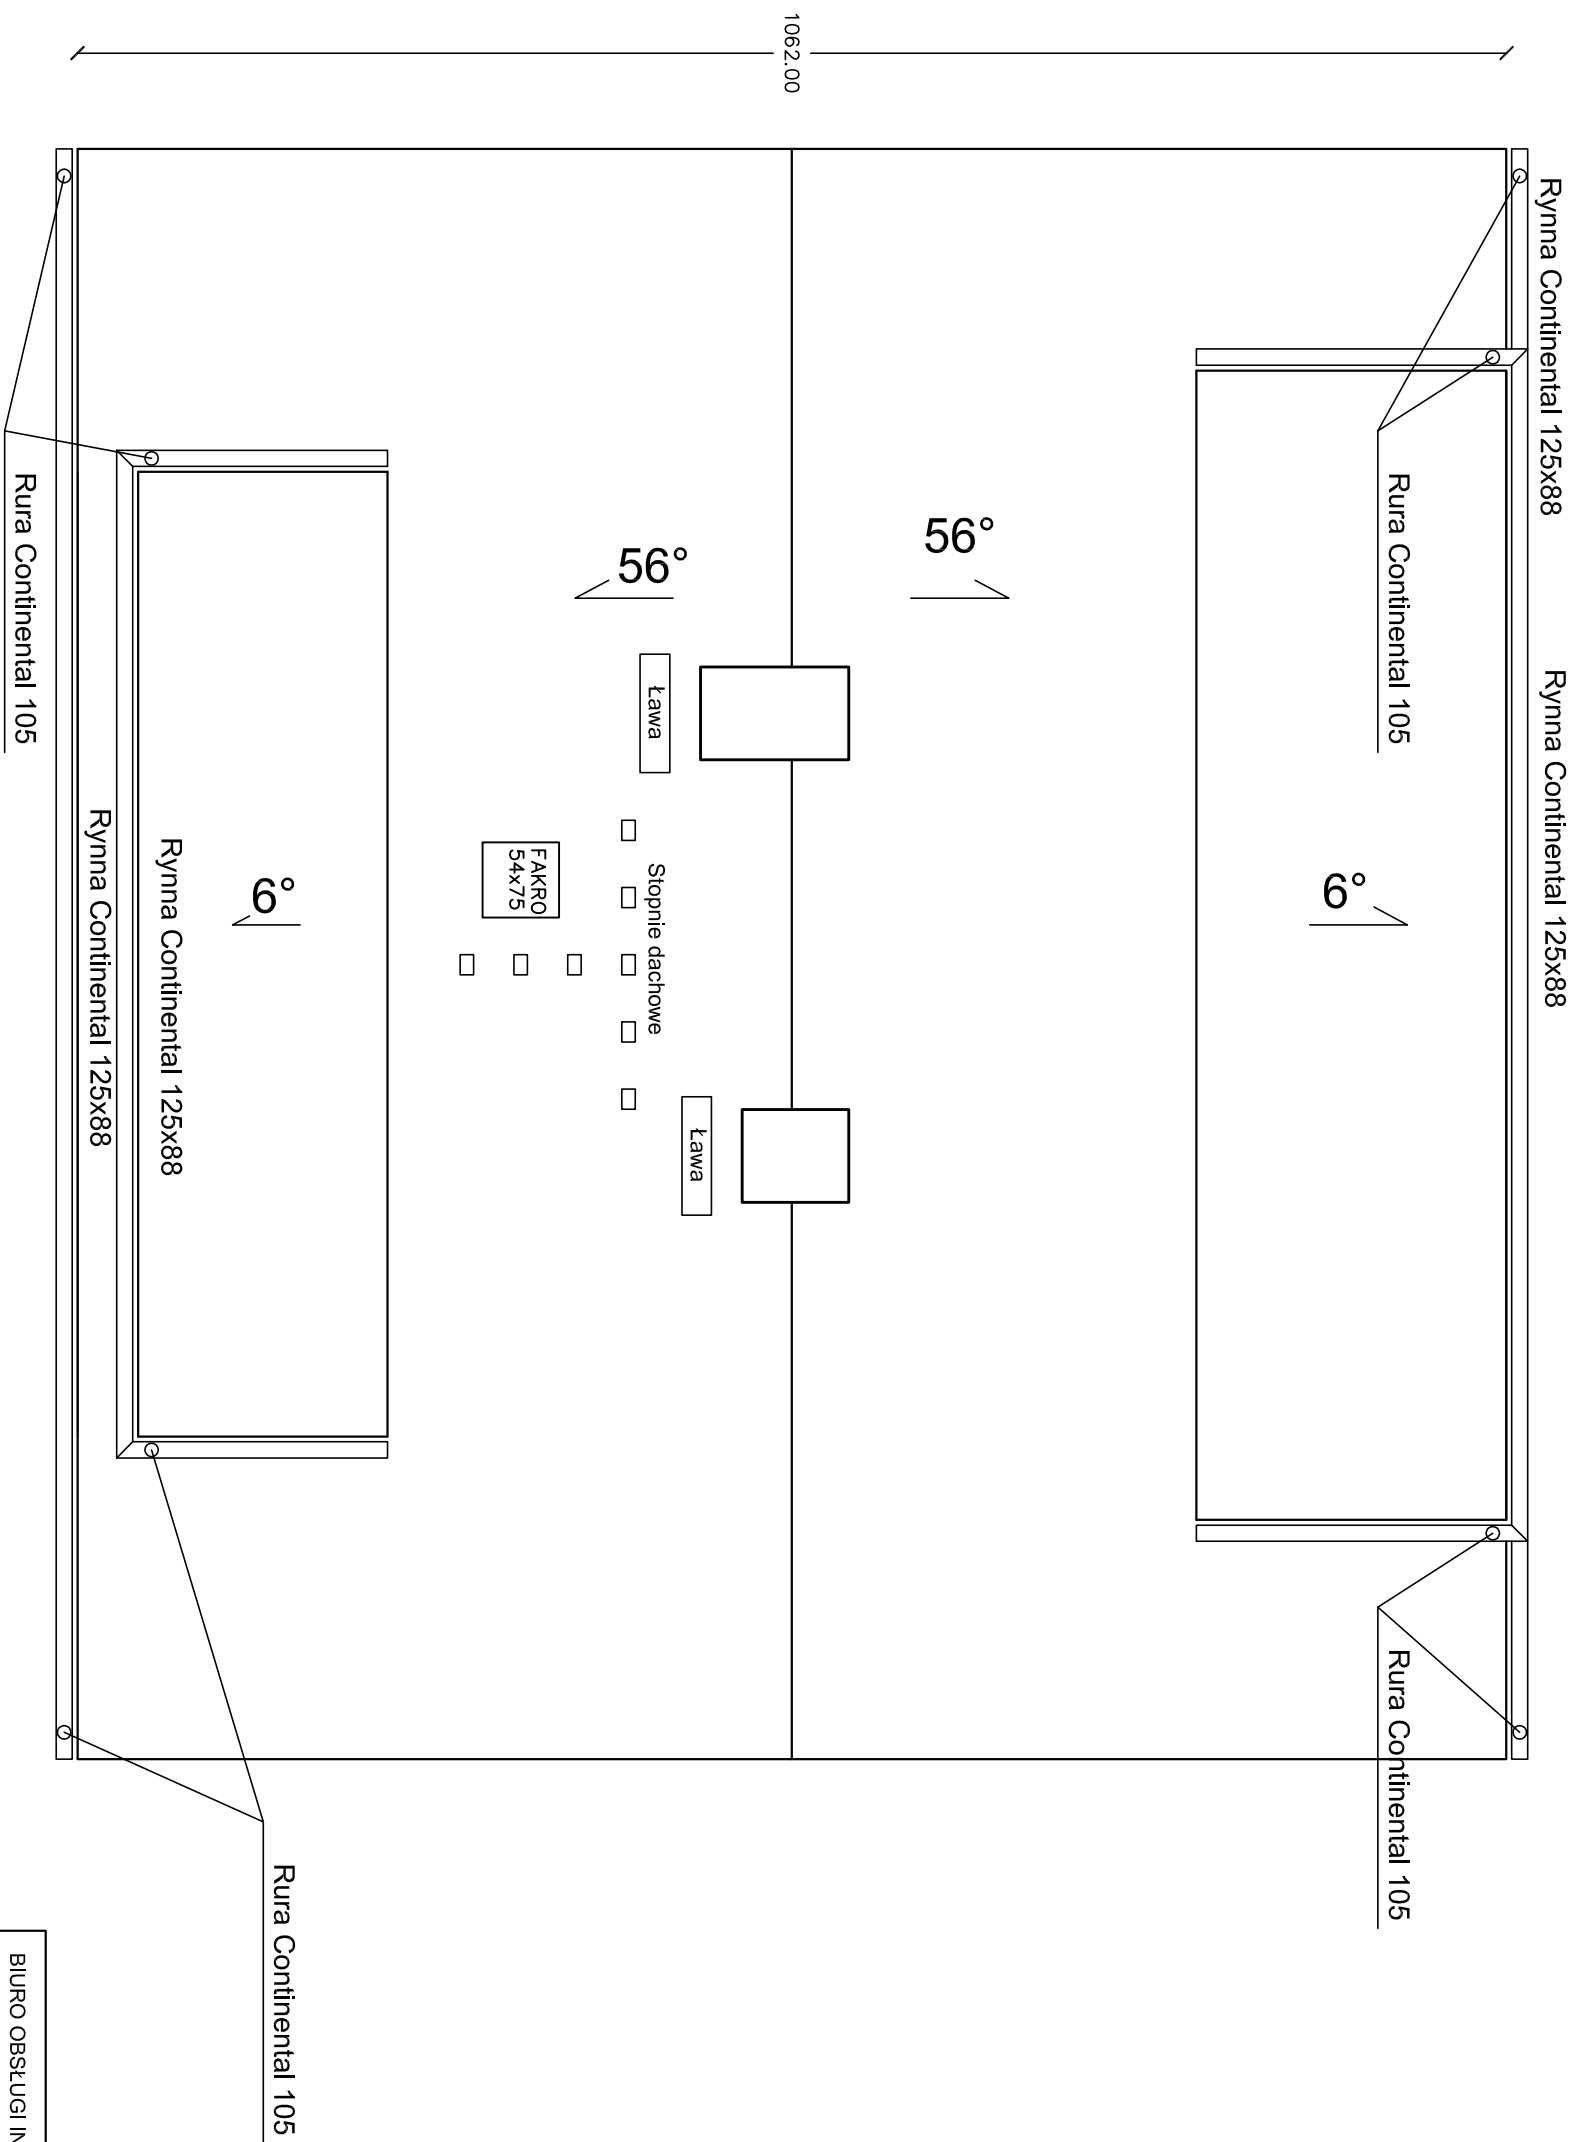 1062.00
Rynna Continental 125x88
Rynna Continental 125x88
Rura Continental 105
56°
56°
6°
6°
Ława
Stopnie dachowe
FAKRO
54x75
Ława
Rynna Continental 125x88
Rynna Continental 125x88
Rura Continental 105
Rura Continental 105
Rura Continental 105
BIURO OBSŁUGI IN